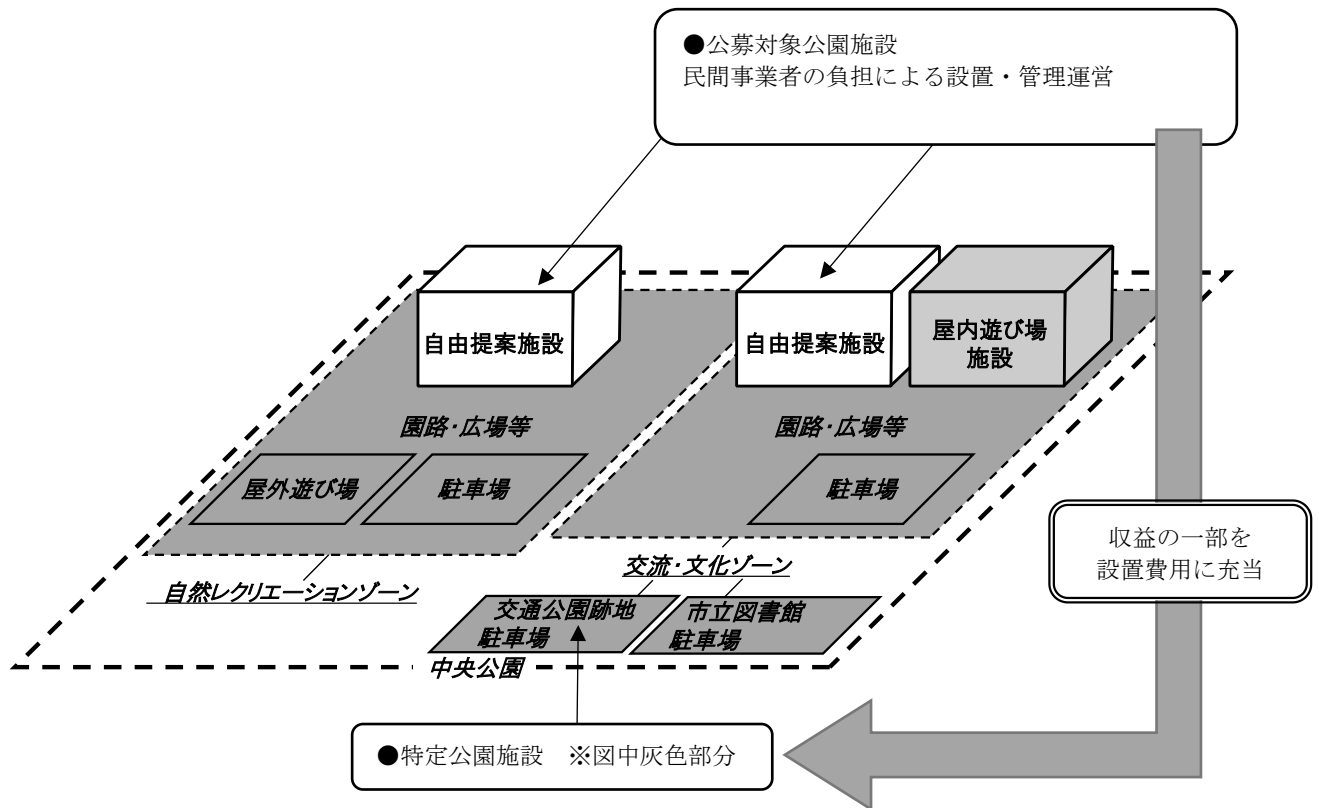 ●公募対象公園施設
民間事業者の負担による設置・管理運営
自由提案施設
自由提案施設
屋内遊び場
施設
園路･広場等
園路･広場等
屋外遊び場
駐車場
駐車場
収益の一部を
設置費用に充当
自然レクリエーションゾーン
交流･文化ゾーン
交通公園跡地
駐車場
市立図書館
駐車場
中央公園
●特定公園施設　※図中灰色部分